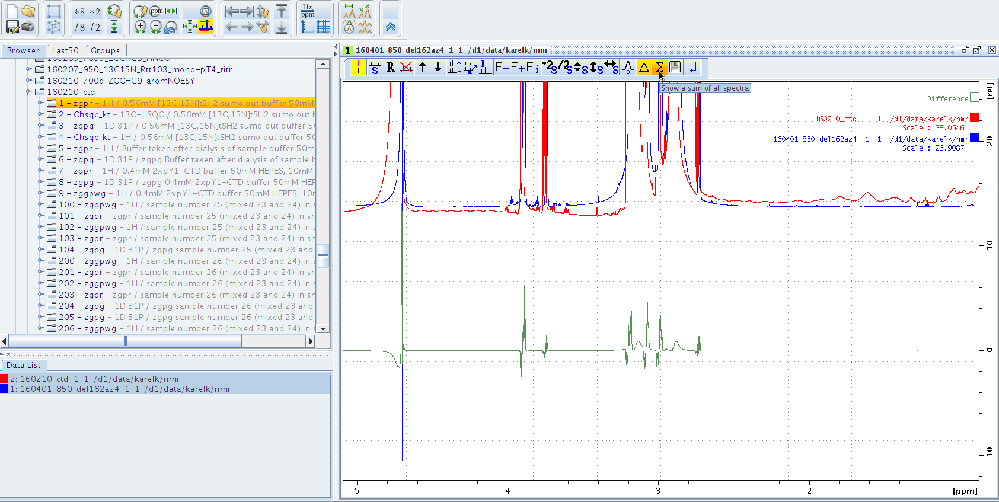 *8 *2
/8 /2
ppm
Hz
ppm
Browser
Last50
Groups
160207_950_13C15N_Rtt103_mono-pT4_titr
160210_700b_ZCCHC9_aromNOESY
160210_ctd
1 - zgpr - 1H / 0.56mM [13C,15N]tSH2 sumo out buffer 50mM
2 - Chsqc_kt - 13C-HSQC / 0.56mM [13C,15N]tSH2 sumo out b
3 - zgpg - 1D 31P / 0.56mM [13C,15N]tSH2 sumo out buffer 50
4 - Chsqc_kt - 1H / 0.56mM [13C,15N]tSH2 sumo out buffer 50
5 - zgpr - 1H / Buffer taken after dialysis of sample buffer 50m
6 - zgpg - 1D 31P / zgpg Buffer taken after dialysis of sample b
7 - zgpr - 1H / 0.4mM 2xpY1-CTD buffer 50mM HEPES, 10mM
8 - zgpg - 1D 31P / zgpg 0.4mM 2xpY1-CTD buffer 50mM HEP
9 - zggpwg - 1H / 0.4mM 2xpY1-CTD buffer 50mM HEPES, 10m
100 - zggpwg - 1H / sample number 25 (mixed 23 and 24) in s
101 - zgpr - zgpr / sample number 25 (mixed 23 and 24) in sh
102 - zggpwg - 1H / sample number 25 (mixed 23 and 24) in s
103 - zgpr - zgpr / sample number 25 (mixed 23 and 24) in sh
104 - zgpg - 1D 31P / zgpg sample number 25 (mixed 23 and
200 - zggpwg - 1H / sample number 26 (mixed 23 and 24) in s
201 - zgpr - zgpr / sample number 26 (mixed 23 and 24) in sh
202 - zggpwg - 1H / sample number 26 (mixed 23 and 24) in s
203 - zgpr - zgpr / sample number 26 (mixed 23 and 24) in sh
204 - zgpg - 1D 31P / zgpg sample number 26 (mixed 23 and
205 - zgpg - 1D 31P / zgpg sample number 26 (mixed 23 and
206 - zggpwg - 1H / sample number 26 (mixed 23 and 24) in s
Data List
2: 160210_ctd 1 1 /d1/data/karelk/nmr
1: 160401_850_del162az4 1 1 /d1/data/karelk/nmr
1 160401_850_del162az4 1 1 /d1/data/karelk/nmr
S R E- E+ Ei *2S /2S S S S Δ Σ
Show a sum of all spectra
[rel]
Difference
160210_ctd 1 1 /d1/data/karelk/nmr
Scale : 38.0546
160401_850_del162az4 1 1 /d1/data/karelk/nmr
Scale : 26.9087
20
10
0
-10
5 4 3 2 [ppm]